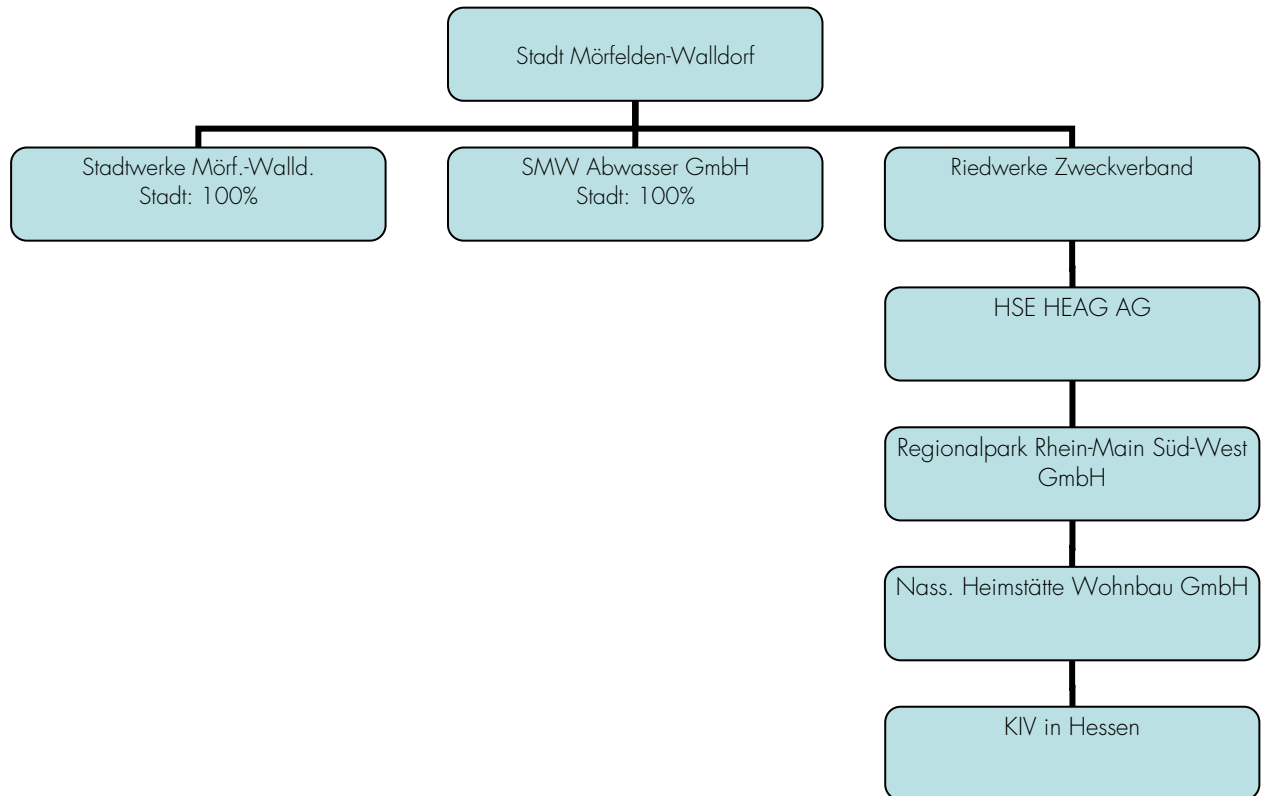 Stadt Mörfelden-Walldorf
Stadtwerke Mörf.-Walld.
Stadt: 100%
SMW Abwasser GmbH
Stadt: 100%
Riedwerke Zweckverband
HSE HEAG AG
Regionalpark Rhein-Main Süd-West
GmbH
Nass. Heimstätte Wohnbau GmbH
KIV in Hessen